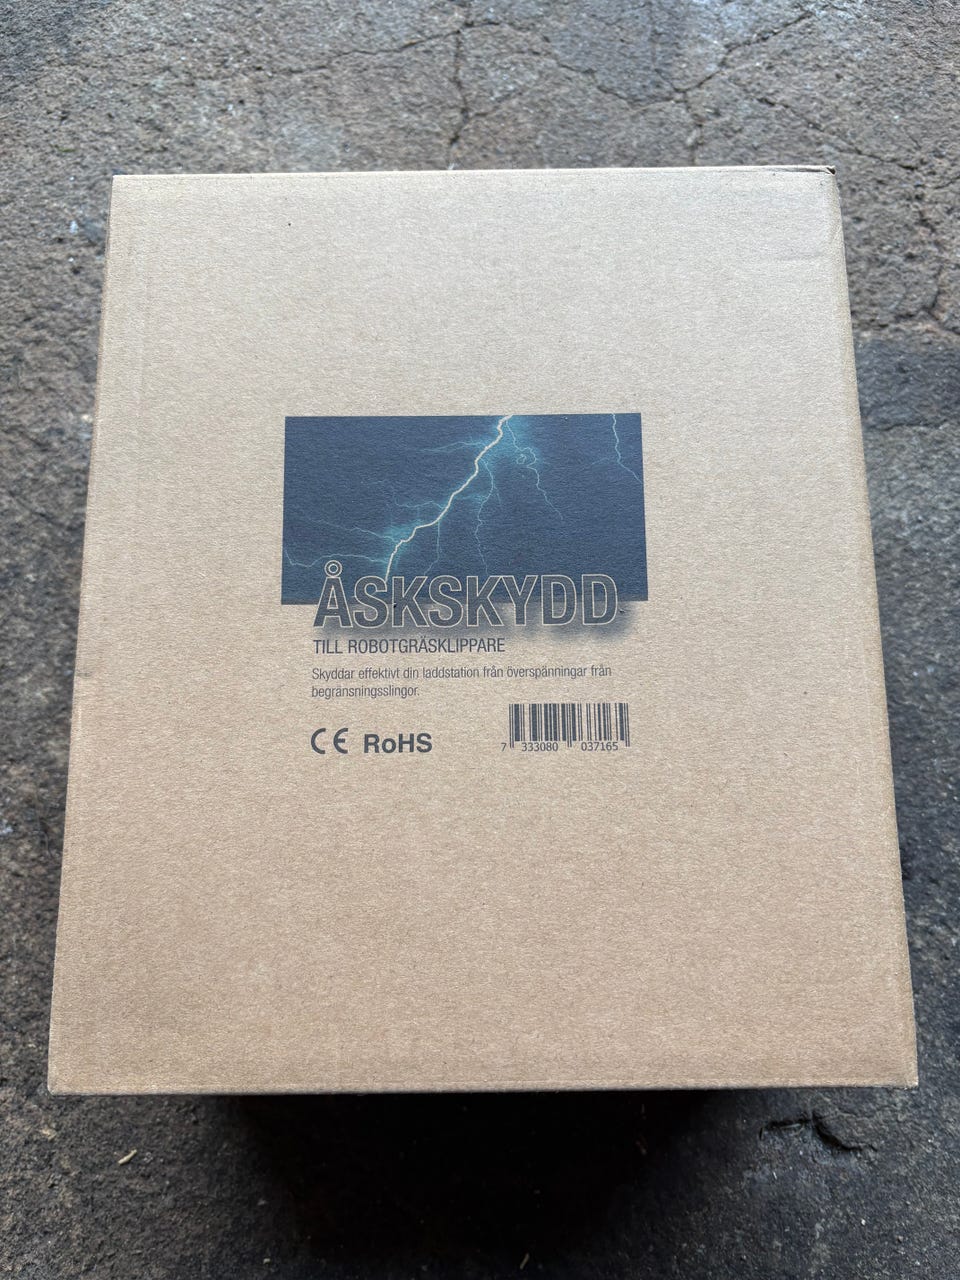 ÅSKSKYDD
TILL ROBOTGRÄSKLIPPARE
Skyddar effektivt din laddstation från överspänningar från
begränsningsslingor.
CE RoHS
7 333080 037165